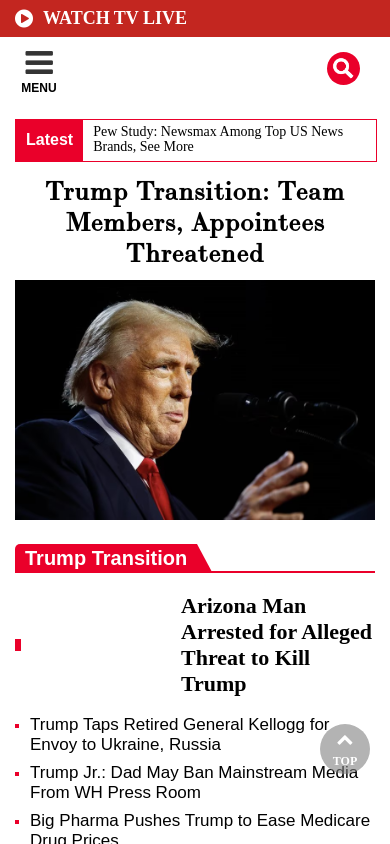 WATCH TV LIVE
MENU
Latest
Pew Study: Newsmax Among Top US News
Brands, See More
Trump Transition: Team
Members, Appointees
Threatened
Trump Transition
Arizona Man
Arrested for Alleged
Threat to Kill
Trump
Trump Taps Retired General Kellogg for
Envoy to Ukraine, Russia
Trump Jr.: Dad May Ban Mainstream Media
From WH Press Room
TOP
Big Pharma Pushes Trump to Ease Medicare
Drug Prices